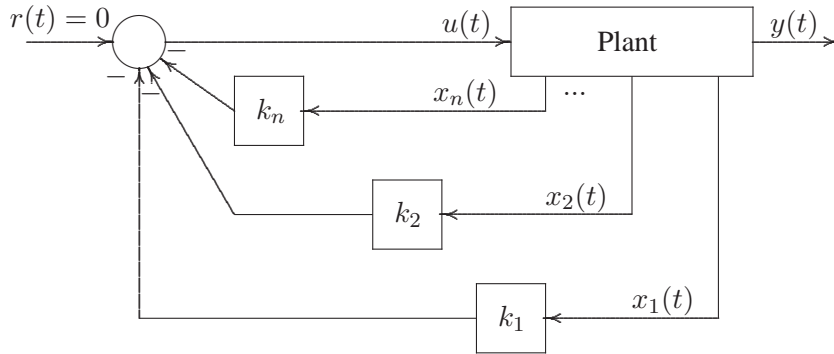 r(t) = 0
u(t)
Plant
y(t)
− − −
k_n
x_n(t)
...
k_2
x_2(t)
k_1
x_1(t)